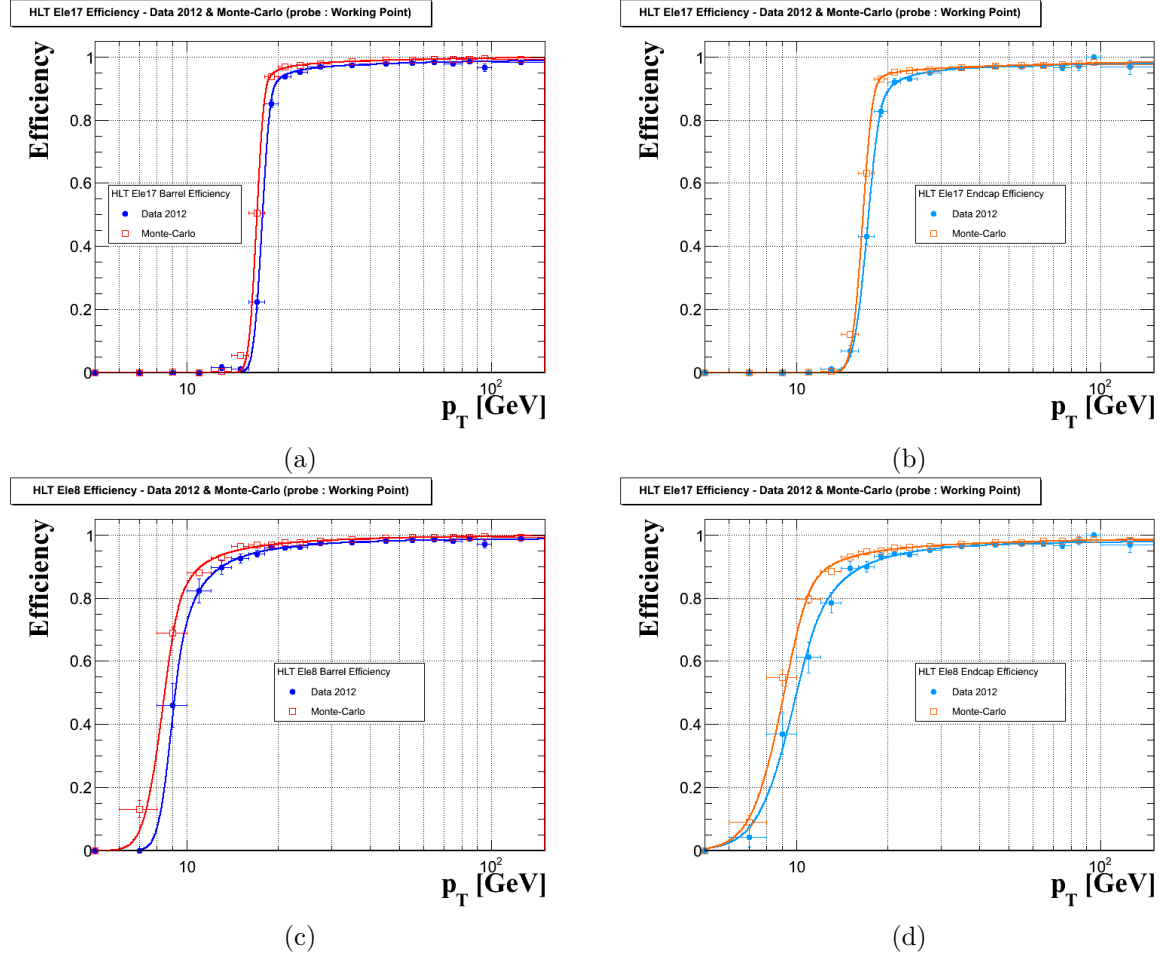 HLT Ele17 Efficiency - Data 2012 & Monte-Carlo (probe : Working Point)
Efficiency
1
0.8
0.6
0.4
0.2
0
HLT Ele17 Barrel Efficiency
Data 2012
Monte-Carlo
10
10²
p_T [GeV]
(a)
HLT Ele17 Efficiency - Data 2012 & Monte-Carlo (probe : Working Point)
Efficiency
1
0.8
0.6
0.4
0.2
0
HLT Ele17 Endcap Efficiency
Data 2012
Monte-Carlo
10
10²
p_T [GeV]
(b)
HLT Ele8 Efficiency - Data 2012 & Monte-Carlo (probe : Working Point)
Efficiency
1
0.8
0.6
0.4
0.2
0
HLT Ele8 Barrel Efficiency
Data 2012
Monte-Carlo
10
10²
p_T [GeV]
(c)
HLT Ele17 Efficiency - Data 2012 & Monte-Carlo (probe : Working Point)
Efficiency
1
0.8
0.6
0.4
0.2
0
HLT Ele8 Endcap Efficiency
Data 2012
Monte-Carlo
10
10²
p_T [GeV]
(d)